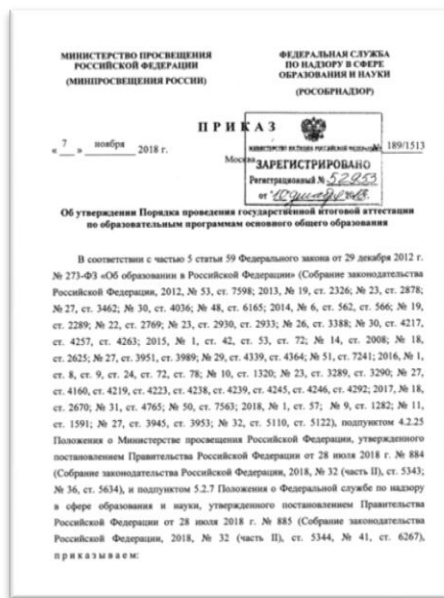 МИНИСТЕРСТВО ПРОСВЕЩЕНИЯ
РОССИЙСКОЙ ФЕДЕРАЦИИ
(МИНПРОСВЕЩЕНИЯ РОССИИ)
ФЕДЕРАЛЬНАЯ СЛУЖБА
ПО НАДЗОРУ В СФЕРЕ
ОБРАЗОВАНИЯ И НАУКИ
(РОСОБРНАДЗОР)
ПРИКАЗ
« 7 » ноября 2018 г.
№ 189/1513
Москва
МИНИСТЕРСТВО ЮСТИЦИИ РОССИЙСКОЙ ФЕДЕРАЦИИ
ЗАРЕГИСТРИРОВАНО
Регистрационный № 52953
от "10 декабря
Об утверждении Порядка проведения государственной итоговой аттестации
по образовательным программам основного общего образования
В соответствии с частью 5 статьи 59 Федерального закона от 29 декабря 2012 г.
№ 273-ФЗ «Об образовании в Российской Федерации» (Собрание законодательства
Российской Федерации, 2012, № 53, ст. 7598; 2013, № 19, ст. 2326; № 23, ст. 2878;
№ 27, ст. 3462; № 30, ст. 4036; № 48, ст. 6165; 2014, № 6, ст. 562, ст. 566; № 19,
ст. 2289; № 22, ст. 2769; № 23, ст. 2930, ст. 2933; № 26, ст. 3388; № 30, ст. 4217,
ст. 4257, ст. 4263; 2015, № 1, ст. 42, ст. 53, ст. 72; № 14, ст. 2008; № 18,
ст. 2625; № 27, ст. 3951, ст. 3989; № 29, ст. 4339, ст. 4364; № 51, ст. 7241; 2016, № 1,
ст. 8, ст. 9, ст. 24, ст. 72, ст. 78; № 10, ст. 1320; № 23, ст. 3289, ст. 3290; № 27,
ст. 4160, ст. 4219, ст. 4223, ст. 4238, ст. 4239, ст. 4245, ст. 4246, ст. 4292; 2017, № 18,
ст. 2670; № 31, ст. 4765; № 50, ст. 7563; 2018, № 1, ст. 57; № 9, ст. 1282; № 11,
ст. 1591; № 27, ст. 3945, ст. 3953; № 32, ст. 5110, ст. 5122), подпунктом 4.2.25
Положения о Министерстве просвещения Российской Федерации, утвержденного
постановлением Правительства Российской Федерации от 28 июля 2018 г. № 884
(Собрание законодательства Российской Федерации, 2018, № 32 (часть II), ст. 5343;
№ 36, ст. 5634), и подпунктом 5.2.7 Положения о Федеральной службе по надзору
в сфере образования и науки, утвержденного постановлением Правительства
Российской Федерации от 28 июля 2018 г. № 885 (Собрание законодательства
Российской Федерации, 2018, № 32 (часть II), ст. 5344, № 41, ст. 6267),
приказываем: